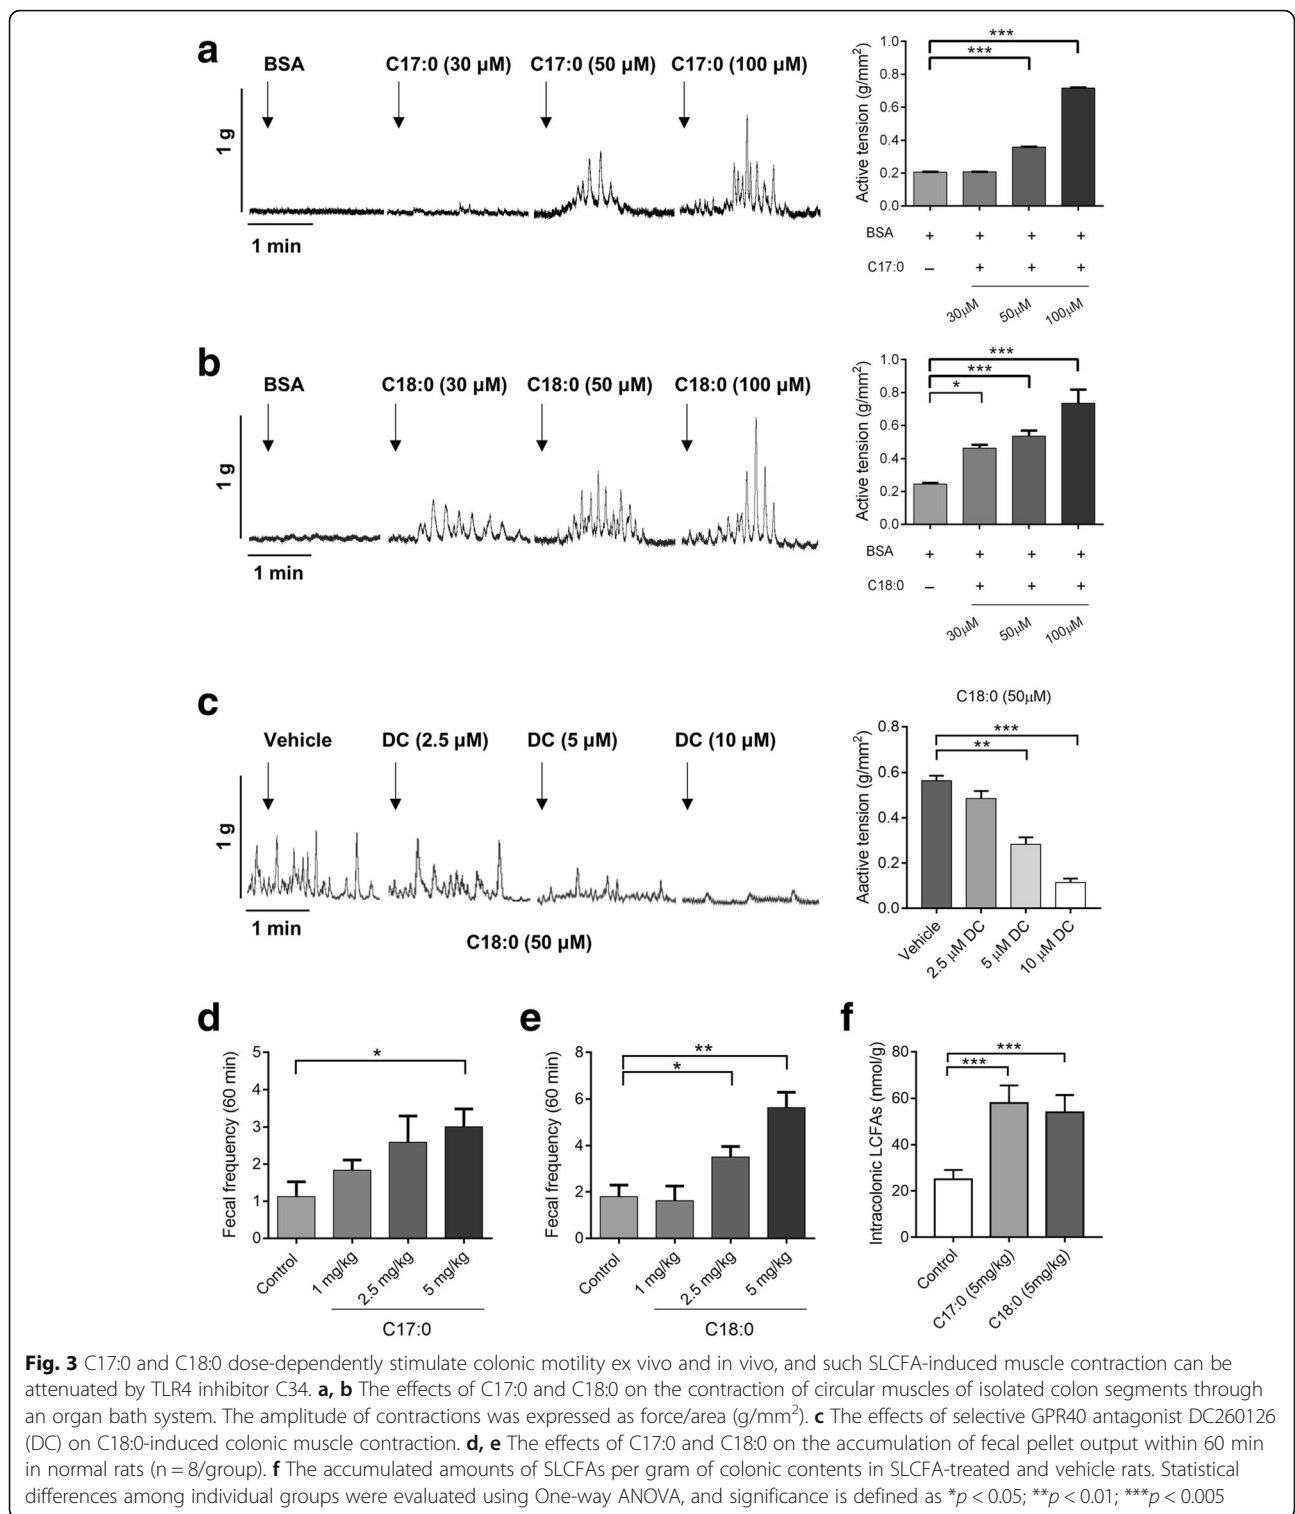 a
BSA
C17:0 (30 µM)
C17:0 (50 µM)
C17:0 (100 µM)
1 g
1 min
Active tension (g/mm²)
1.0
0.8
0.6
0.4
0.2
0.0
***
***
BSA + + + +
C17:0 – + + +
30µM 50µM 100µM
b
BSA
C18:0 (30 µM)
C18:0 (50 µM)
C18:0 (100 µM)
1 g
1 min
Active tension (g/mm²)
1.0
0.8
0.6
0.4
0.2
0.0
***
***
*
BSA + + + +
C18:0 – + + +
30µM 50µM 100µM
c
Vehicle
DC (2.5 µM)
DC (5 µM)
DC (10 µM)
1 g
1 min
C18:0 (50 µM)
C18:0 (50µM)
Aactive tension (g/mm²)
0.8
0.6
0.4
0.2
0.0
***
**
Vehicle 2.5 µM DC 5 µM DC 10 µM DC
d
Fecal frequency (60 min)
5
4
3
2
1
0
*
Control 1 mg/kg 2.5 mg/kg 5 mg/kg
C17:0
e
Fecal frequency (60 min)
8
6
4
2
0
**
*
Control 1 mg/kg 2.5 mg/kg 5 mg/kg
C18:0
f
Intracolonic LCFAs (nmol/g)
80
60
40
20
0
***
***
Control C17:0 (5mg/kg) C18:0 (5mg/kg)
Fig. 3 C17:0 and C18:0 dose-dependently stimulate colonic motility ex vivo and in vivo, and such SLCFA-induced muscle contraction can be
attenuated by TLR4 inhibitor C34. a, b The effects of C17:0 and C18:0 on the contraction of circular muscles of isolated colon segments through
an organ bath system. The amplitude of contractions was expressed as force/area (g/mm²). c The effects of selective GPR40 antagonist DC260126
(DC) on C18:0-induced colonic muscle contraction. d, e The effects of C17:0 and C18:0 on the accumulation of fecal pellet output within 60 min
in normal rats (n = 8/group). f The accumulated amounts of SLCFAs per gram of colonic contents in SLCFA-treated and vehicle rats. Statistical
differences among individual groups were evaluated using One-way ANOVA, and significance is defined as *p < 0.05; **p < 0.01; ***p < 0.005